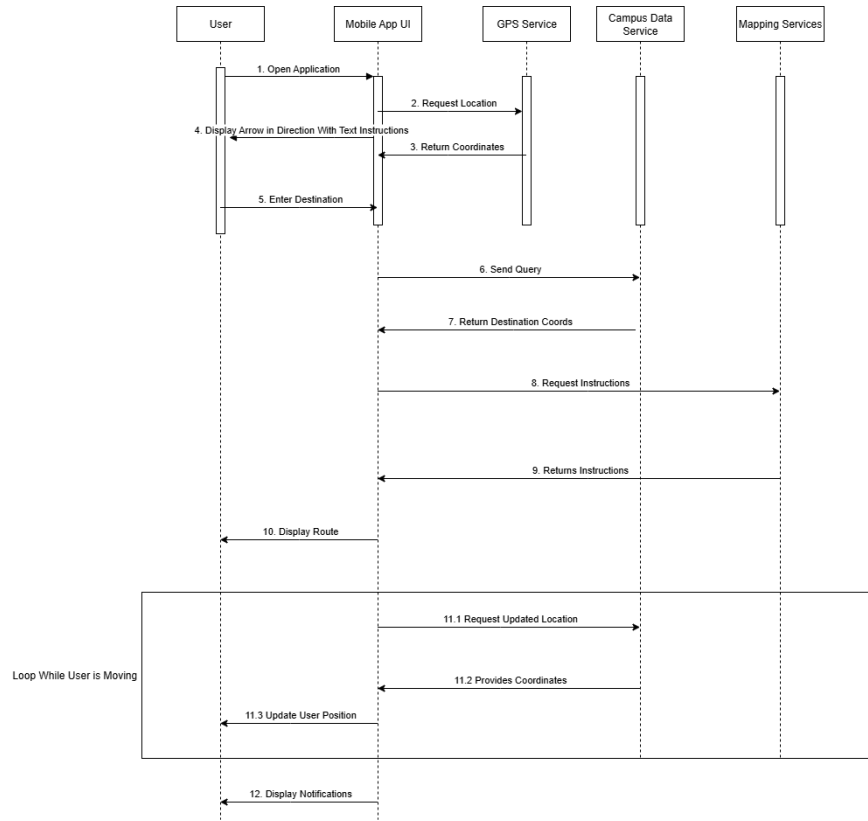 User
Mobile App UI
GPS Service
Campus Data
Service
Mapping Services
1. Open Application
2. Request Location
4. Display Arrow in Direction With Text Instructions
3. Return Coordinates
5. Enter Destination
6. Send Query
7. Return Destination Coords
8. Request Instructions
9. Returns Instructions
10. Display Route
11.1 Request Updated Location
Loop While User is Moving
11.2 Provides Coordinates
11.3 Update User Position
12. Display Notifications